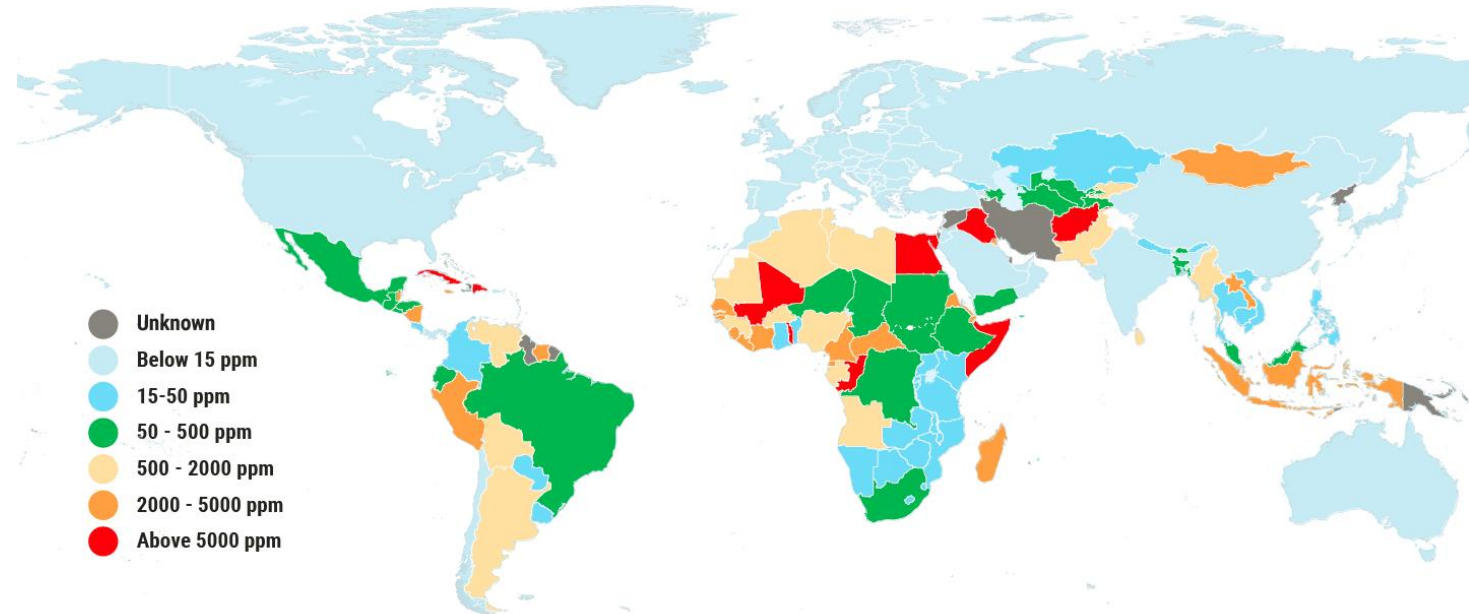 Unknown
Below 15 ppm
15-50 ppm
50 - 500 ppm
500 - 2000 ppm
2000 - 5000 ppm
Above 5000 ppm